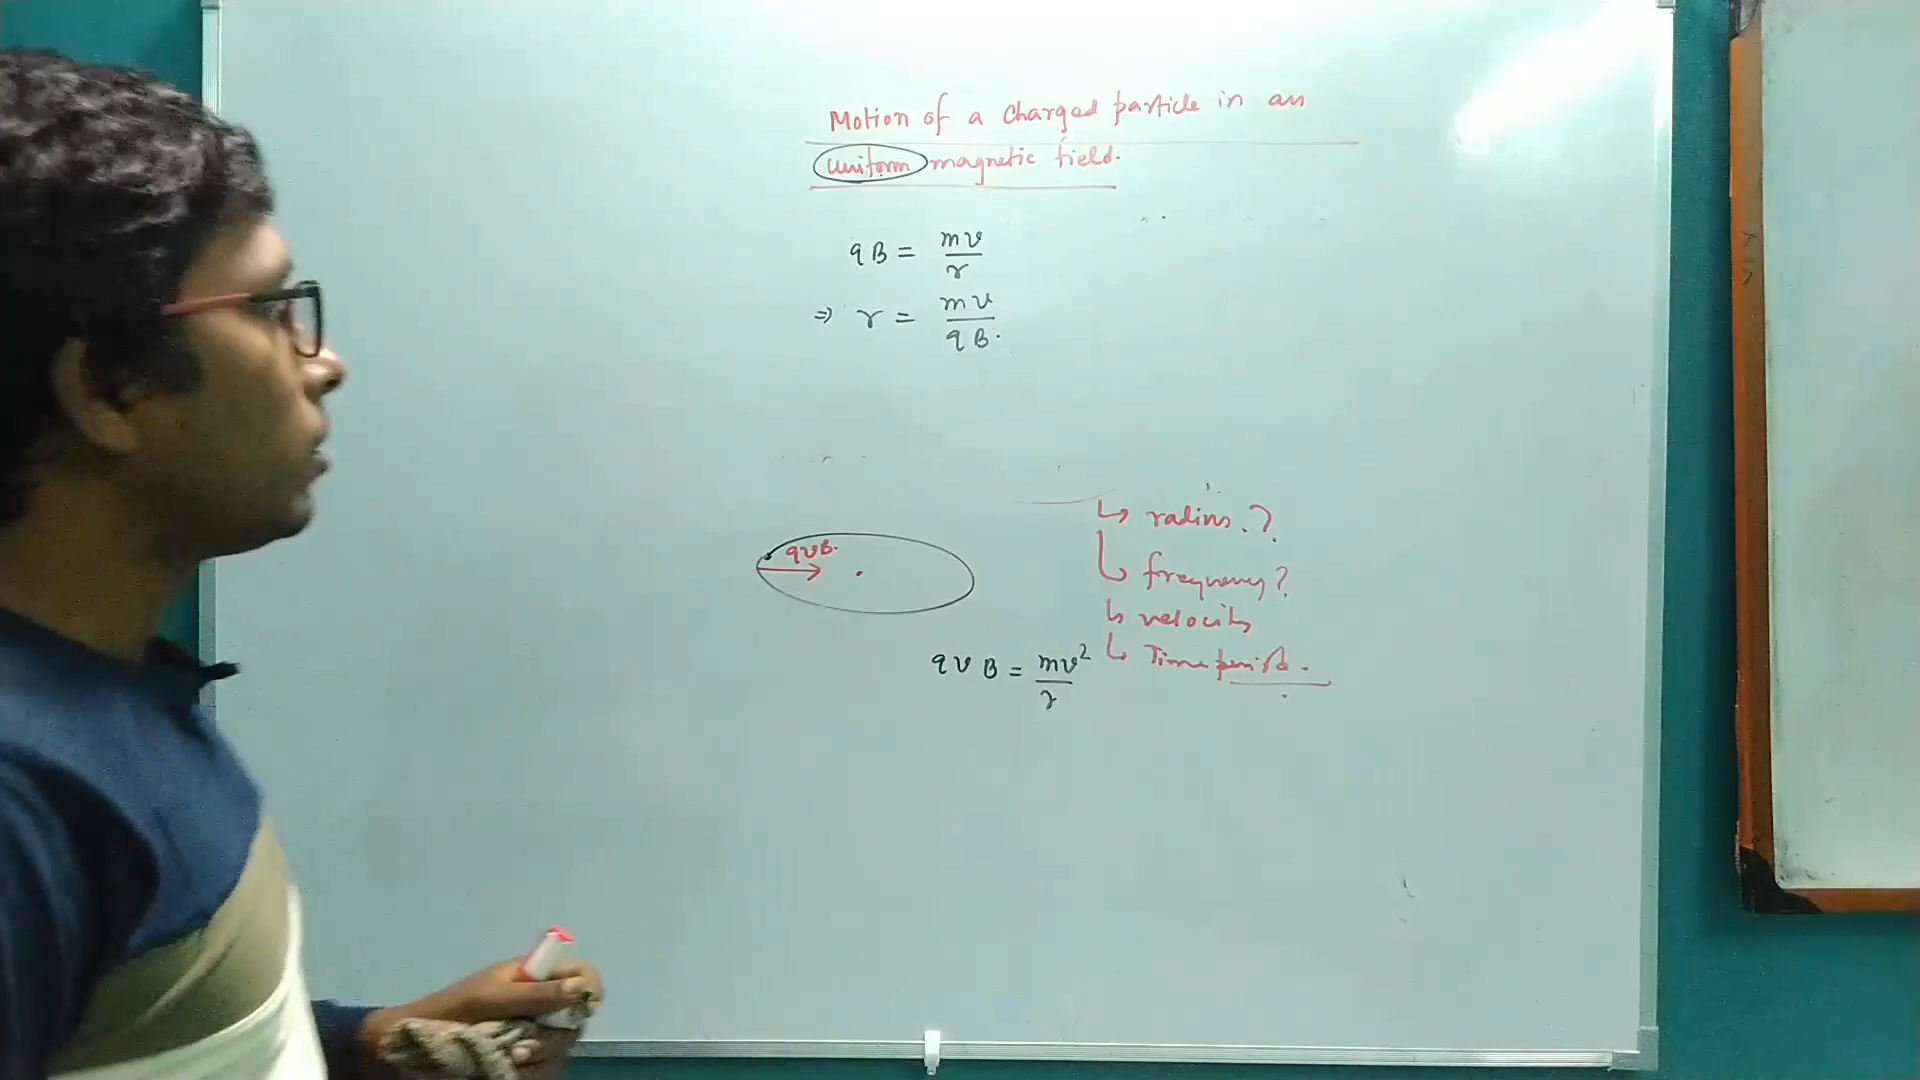 Motion of a charged particle in an
uniform magnetic field.
qB = mv/r
⇒ r = mv/qB.
qvB.
↳ radius.?
↳ frequency?
↳ velocity
↳ Time period.
qvB = mv²/r